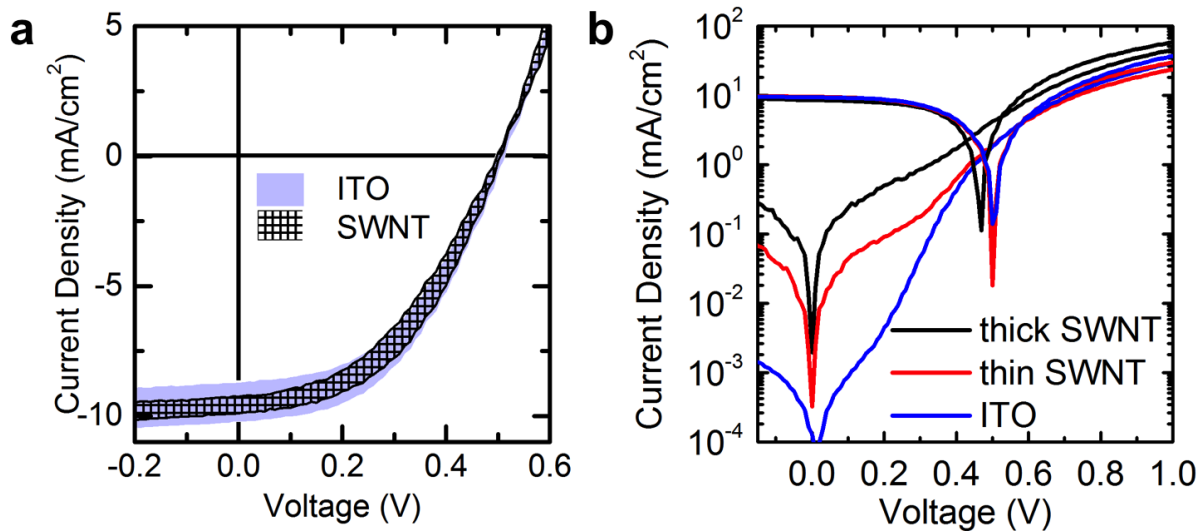 a
Current Density (mA/cm²)
5
0
-5
-10
ITO
SWNT
-0.2 0.0 0.2 0.4 0.6
Voltage (V)
b
Current Density (mA/cm²)
10²
10¹
10⁰
10⁻¹
10⁻²
10⁻³
10⁻⁴
thick SWNT
thin SWNT
ITO
0.0 0.2 0.4 0.6 0.8 1.0
Voltage (V)